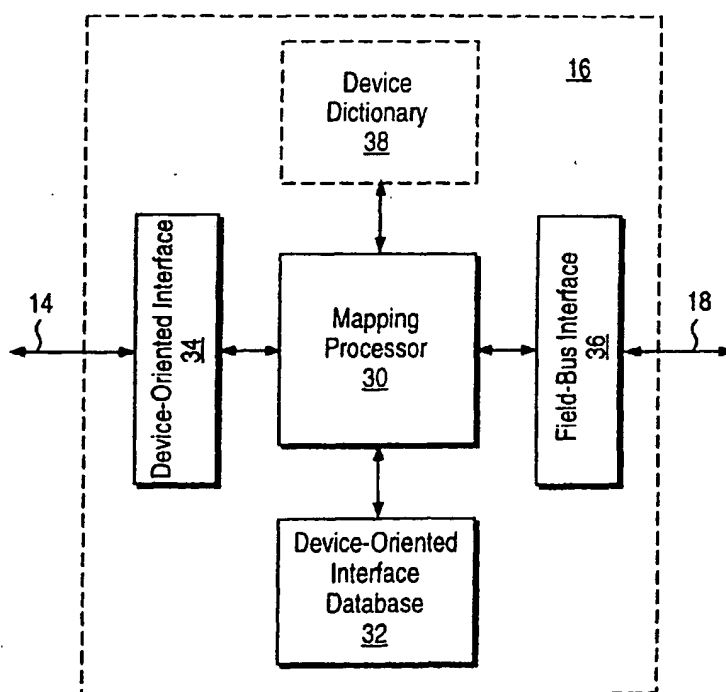 16
Device
Dictionary
38
14
Device-Oriented Interface
34
Mapping
Processor
30
Field-Bus Interface
36
18
Device-Oriented
Interface
Database
32